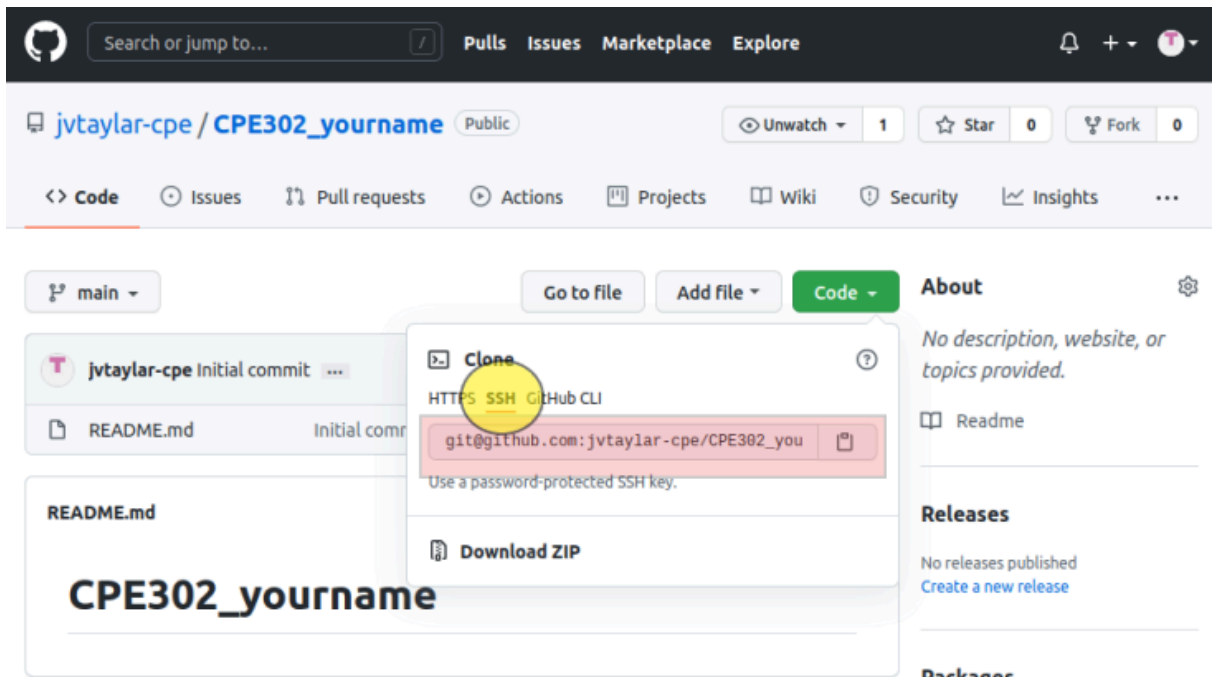 Search or jump to... / Pulls Issues Marketplace Explore
jvtaylar-cpe / CPE302_yourname Public Unwatch 1 Star 0 Fork 0
Code Issues Pull requests Actions Projects Wiki Security Insights ...
main Go to file Add file Code About
No description, website, or
topics provided.
Readme
T jvtaylar-cpe Initial commit ...
README.md Initial comm
Clone
HTTPS SSH GitHub CLI
git@github.com:jvtaylar-cpe/CPE302_you
Use a password-protected SSH key.
Download ZIP
README.md
CPE302_yourname
Releases
No releases published
Create a new release
Packages